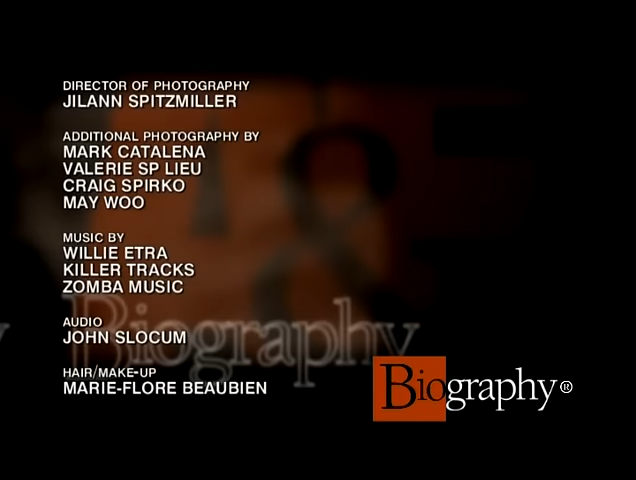 DIRECTOR OF PHOTOGRAPHY
JILANN SPITZMILLER
ADDITIONAL PHOTOGRAPHY BY
MARK CATALENA
VALERIE SP LIEU
CRAIG SPIRKO
MAY WOO
MUSIC BY
WILLIE ETRA
KILLER TRACKS
ZOMBA MUSIC
AUDIO
JOHN SLOCUM
HAIR/MAKE-UP
MARIE-FLORE BEAUBIEN
Biography
Biography®